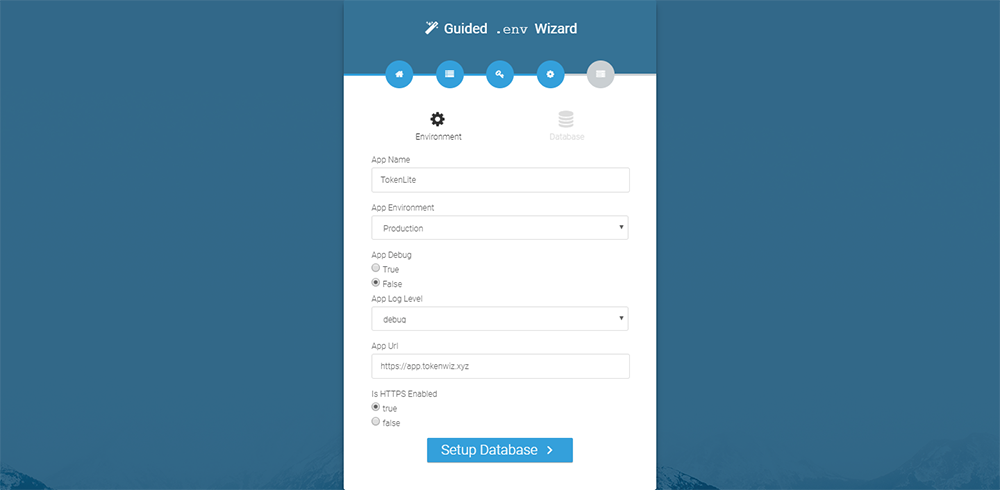 Guided .env Wizard
Environment
Database
App Name
TokenLite
App Environment
Production
App Debug
True
False
App Log Level
debug
App Url
https://app.tokenwiz.xyz
Is HTTPS Enabled
true
false
Setup Database